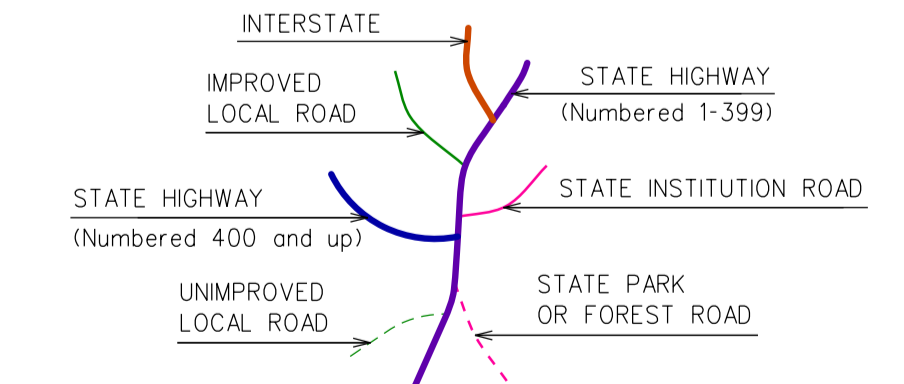 INTERSTATE
IMPROVED
LOCAL ROAD
STATE HIGHWAY
(Numbered 1-399)
STATE HIGHWAY
(Numbered 400 and up)
STATE INSTITUTION ROAD
UNIMPROVED
LOCAL ROAD
STATE PARK
OR FOREST ROAD